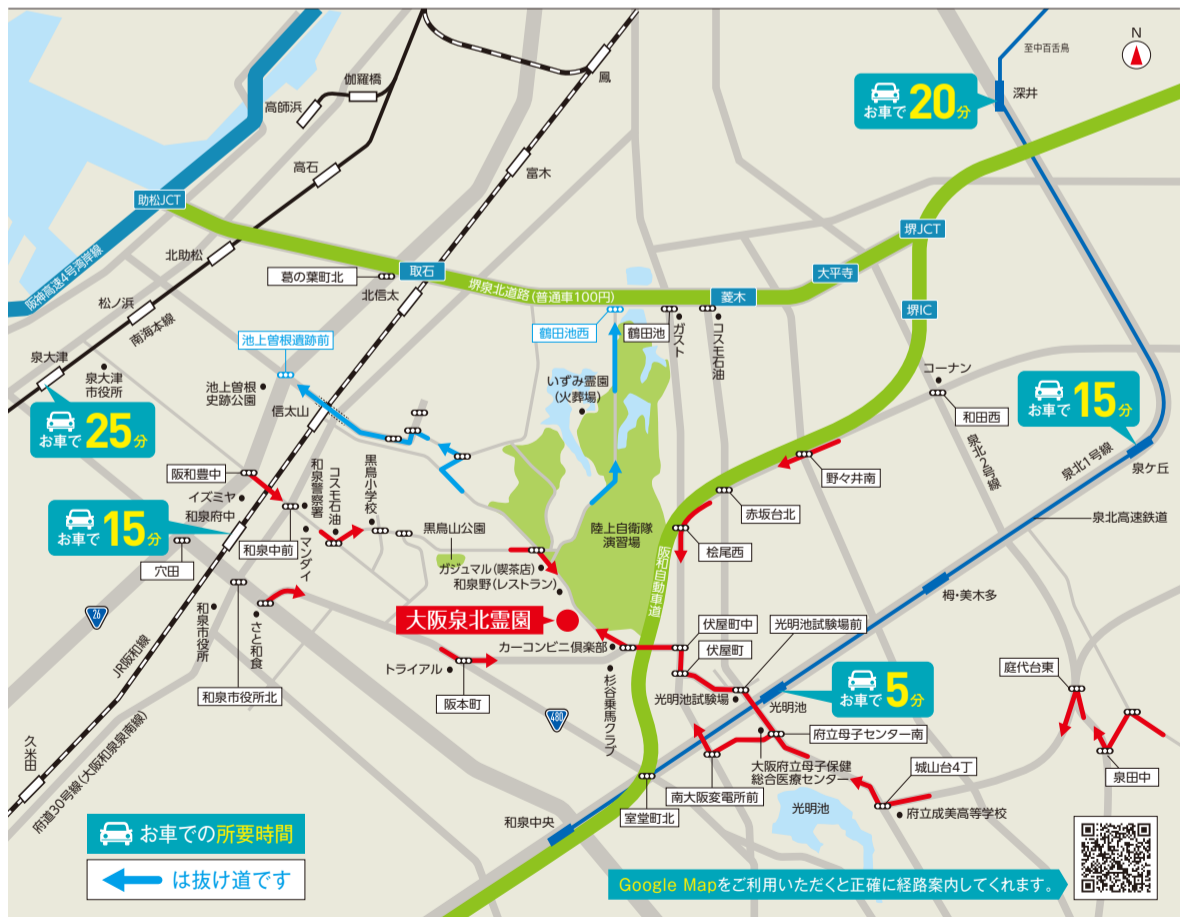 N
至中百舌鳥
鳳
伽羅橋
高師浜
お車で20分
深井
高石
富木
助松JCT
阪神高速4号湾岸線
北助松
堺JCT
葛の葉町北
取石
大平寺
堺泉北道路(普通車100円)
菱木
松ノ浜
北信太
堺IC
南海本線
鶴田池西
鶴田池
ガスト
コスモ石油
池上曽根遺跡前
泉大津
泉大津
市役所
池上曽根
史跡公園
いずみ霊園
(火葬場)
コーナン
和田西
お車で15分
お車で25分
信太山
泉北2号線
泉北1号線
泉ケ丘
阪和豊中
和泉警察署
コスモ石油
黒鳥小学校
野々井南
イズミヤ
赤坂台北
泉北高速鉄道
お車で15分
和泉府中
和泉中前
マンダイ
黒鳥山公園
陸上自衛隊
演習場
桧尾西
穴田
ガジュマル(喫茶店)
和泉野(レストラン)
阪和自動車道
栂・美木多
26
和泉市役所
さと和食
大阪泉北霊園
伏屋町中
光明池試験場前
JR阪和線
カーコンビニ倶楽部
伏屋町
トライアル
庭代台東
和泉市役所北
阪本町
杉谷乗馬クラブ
光明池試験場
光明池
お車で5分
480
府立母子センター南
久米田
府道30号線(大阪和泉泉南線)
大阪府立母子保健
総合医療センター
城山台4丁
泉田中
南大阪変電所前
光明池
府立成美高等学校
室堂町北
和泉中央
お車での所要時間
は抜け道です
Google Mapをご利用いただくと正確に経路案内してくれます。